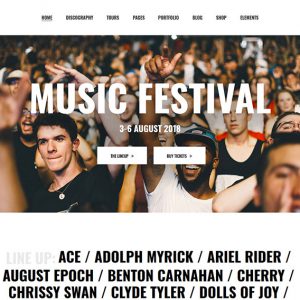 HOME DISCOGRAPHY TOURS PAGES PORTFOLIO BLOG SHOP ELEMENTS
MUSIC FESTIVAL
3-6 AUGUST 2018
THE LINEUP > BUY TICKETS >
LINE UP: ACE / ADOLPH MYRICK / ARIEL RIDER /
AUGUST EPOCH / BENTON CARNAHAN / CHERRY /
CHRISSY SWAN / CLYDE TYLER / DOLLS OF JOY /